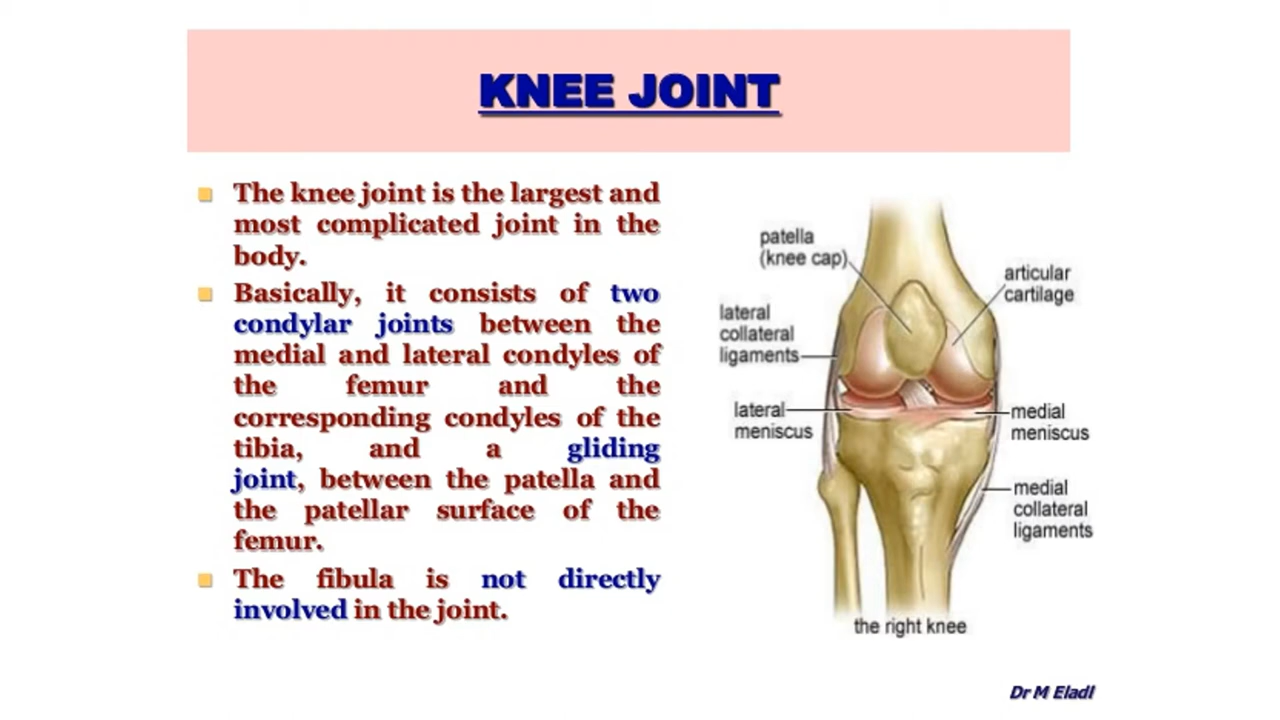 KNEE JOINT
The knee joint is the largest and
most complicated joint in the
body.
Basically, it consists of two
condylar joints between the
medial and lateral condyles of
the femur and the
corresponding condyles of the
tibia, and a gliding
joint, between the patella and
the patellar surface of the
femur.
The fibula is not directly
involved in the joint.
patella
(knee cap)
articular
cartilage
lateral
collateral
ligaments
lateral
meniscus
medial
meniscus
medial
collateral
ligaments
the right knee
Dr M Eladl